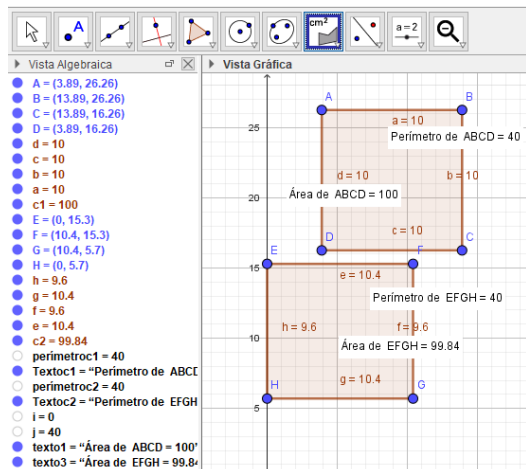 A
a = 2
cm²
Vista Algebraica
Vista Gráfica
A = (3.89, 26.26)
B = (13.89, 26.26)
C = (13.89, 16.26)
D = (3.89, 16.26)
d = 10
c = 10
b = 10
a = 10
c1 = 100
E = (0, 15.3)
F = (10.4, 15.3)
G = (10.4, 5.7)
H = (0, 5.7)
h = 9.6
g = 10.4
f = 9.6
e = 10.4
c2 = 99.84
perímetroc1 = 40
Textoc1 = “Perímetro de ABCD
perímetroc2 = 40
Textoc2 = “Perímetro de EFGH
i = 0
j = 40
texto1 = “Área de ABCD = 100”
texto3 = “Área de EFGH = 99.84
A
B
a = 10
25
Perímetro de ABCD = 40
d = 10
b = 10
20
Área de ABCD = 100
c = 10
D
C
E
F
15
e = 10.4
Perímetro de EFGH = 40
h = 9.6
f = 9.6
10
Área de EFGH = 99.84
g = 10.4
H
G
5